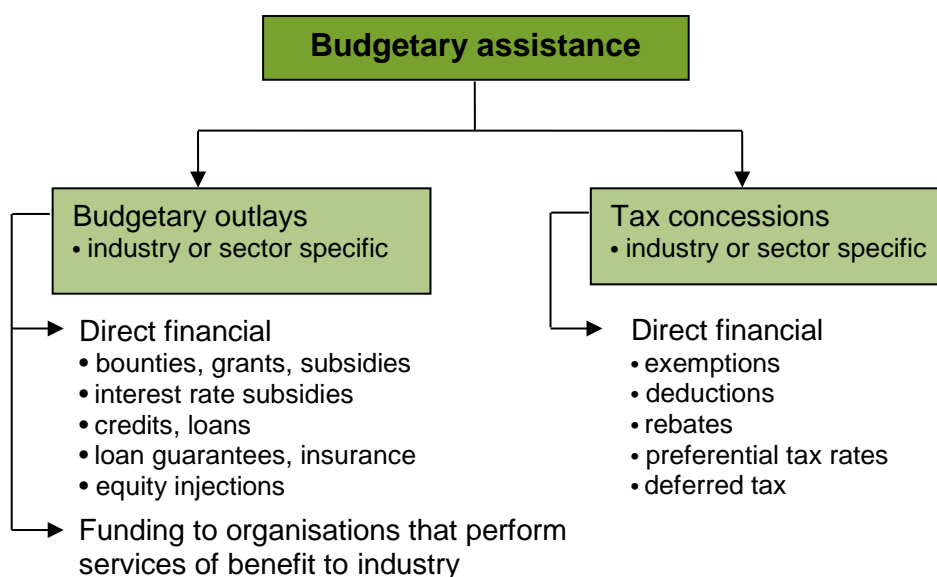 Budgetary assistance
Budgetary outlays
• industry or sector specific
Direct financial
• bounties, grants, subsidies
• interest rate subsidies
• credits, loans
• loan guarantees, insurance
• equity injections
Funding to organisations that perform
services of benefit to industry
Tax concessions
• industry or sector specific
Direct financial
• exemptions
• deductions
• rebates
• preferential tax rates
• deferred tax